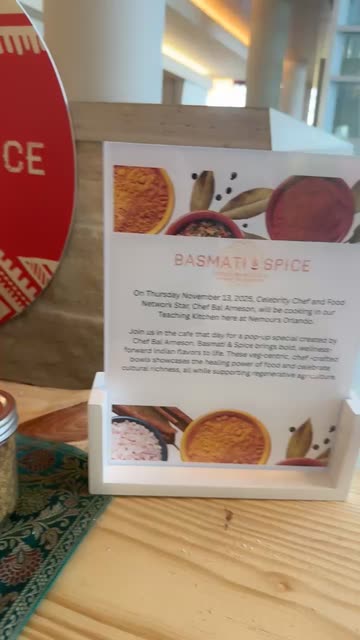 CE
BASMATI & SPICE
On Thursday November 13, 2025, Celebrity Chef and Food
Network Star, Chef Bal Arneson, will be cooking in our
Teaching Kitchen here at Nemours Orlando.
Join us in the cafe that day for a pop-up special created by
Chef Bal Arneson. Basmati & Spice brings bold, wellness-
forward Indian flavors to life. These veg-centric, chef-crafted
bowls showcases the healing power of food and celebrate
cultural richness, all while supporting regenerative agriculture.